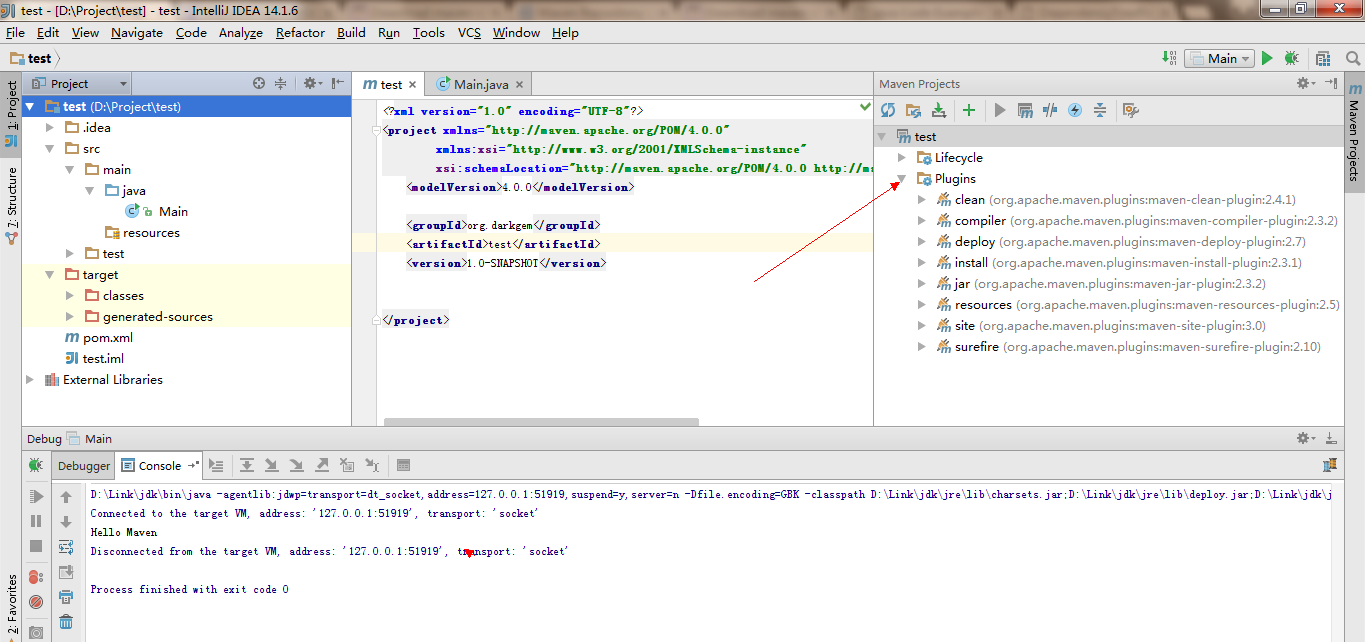 test - [D:\Project\test] - test - IntelliJ IDEA 14.1.6
File Edit View Navigate Code Analyze Refactor Build Run Tools VCS Window Help
test
Main
1: Project
7: Structure
2: Favorites
Project
test (D:\Project\test)
.idea
src
main
java
Main
resources
test
target
classes
generated-sources
pom.xml
test.iml
External Libraries
test
Main.java
<?xml version="1.0" encoding="UTF-8"?>
<project xmlns="http://maven.apache.org/POM/4.0.0"
xmlns:xsi="http://www.w3.org/2001/XMLSchema-instance"
xsi:schemaLocation="http://maven.apache.org/POM/4.0.0 http://ma
<modelVersion>4.0.0</modelVersion>
<groupId>org.darkgem</groupId>
<artifactId>test</artifactId>
<version>1.0-SNAPSHOT</version>
</project>
Maven Projects
test
Lifecycle
Plugins
clean (org.apache.maven.plugins:maven-clean-plugin:2.4.1)
compiler (org.apache.maven.plugins:maven-compiler-plugin:2.3.2)
deploy (org.apache.maven.plugins:maven-deploy-plugin:2.7)
install (org.apache.maven.plugins:maven-install-plugin:2.3.1)
jar (org.apache.maven.plugins:maven-jar-plugin:2.3.2)
resources (org.apache.maven.plugins:maven-resources-plugin:2.5)
site (org.apache.maven.plugins:maven-site-plugin:3.0)
surefire (org.apache.maven.plugins:maven-surefire-plugin:2.10)
Maven Projects
Debug Main
Debugger Console
D:\Link\jdk\bin\java -agentlib:jdwp=transport=dt_socket,address=127.0.0.1:51919,suspend=y,server=n -Dfile.encoding=GBK -classpath D:\Link\jdk\jre\lib\charsets.jar;D:\Link\jdk\jre\lib\deploy.jar;D:\Link\jdk\j
Connected to the target VM, address: '127.0.0.1:51919', transport: 'socket'
Hello Maven
Disconnected from the target VM, address: '127.0.0.1:51919', transport: 'socket'
Process finished with exit code 0